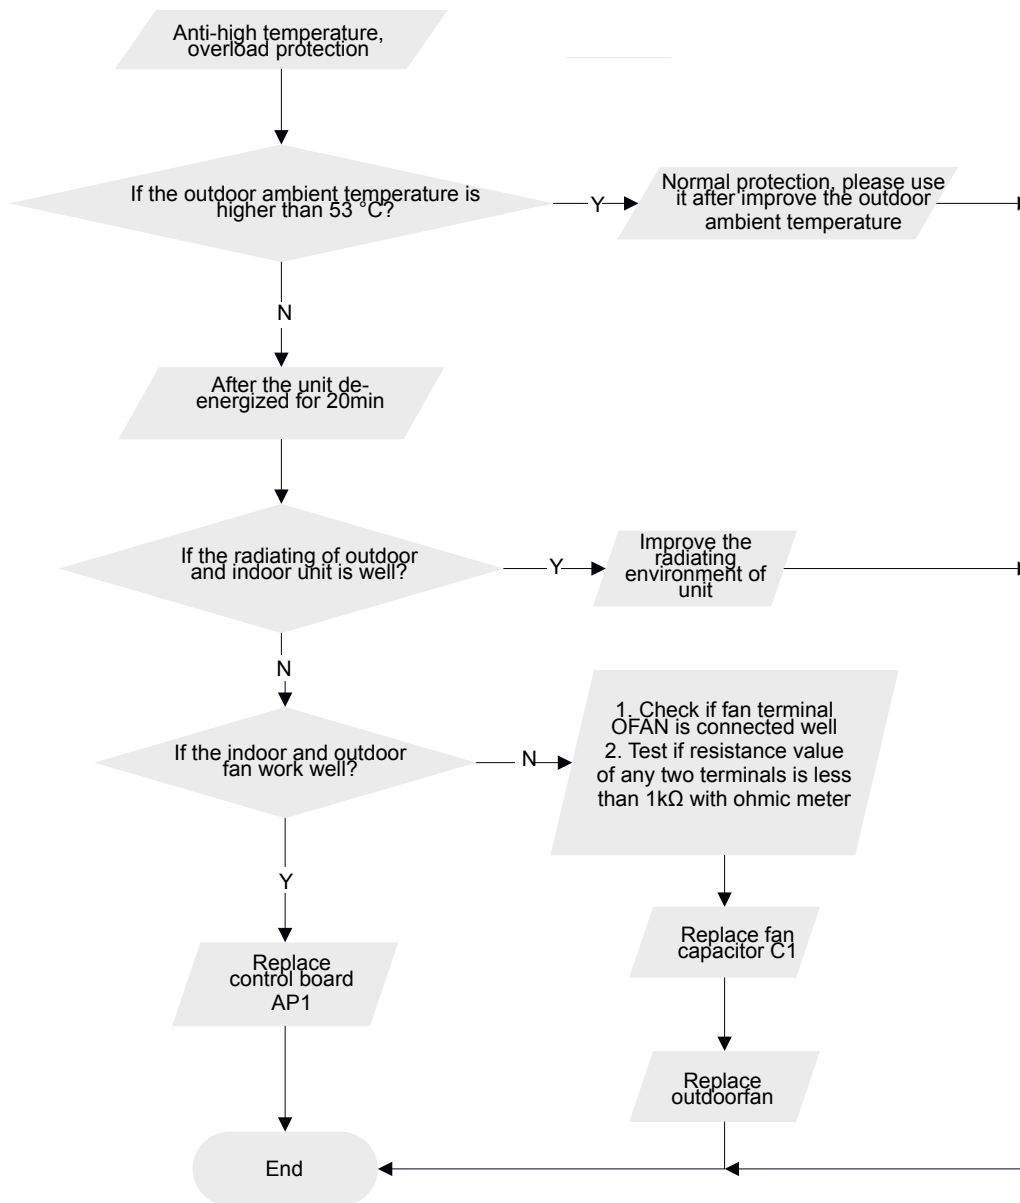 Anti-high temperature,
overload protection
If the outdoor ambient temperature is
higher than 53 °C?
Y
Normal protection, please use
it after improve the outdoor
ambient temperature
N
After the unit de-
energized for 20min
If the radiating of outdoor
and indoor unit is well?
Y
Improve the
radiating
environment of
unit
N
If the indoor and outdoor
fan work well?
N
1. Check if fan terminal
OFAN is connected well
2. Test if resistance value
of any two terminals is less
than 1kΩ with ohmic meter
Y
Replace
control board
AP1
Replace fan
capacitor C1
Replace
outdoorfan
End